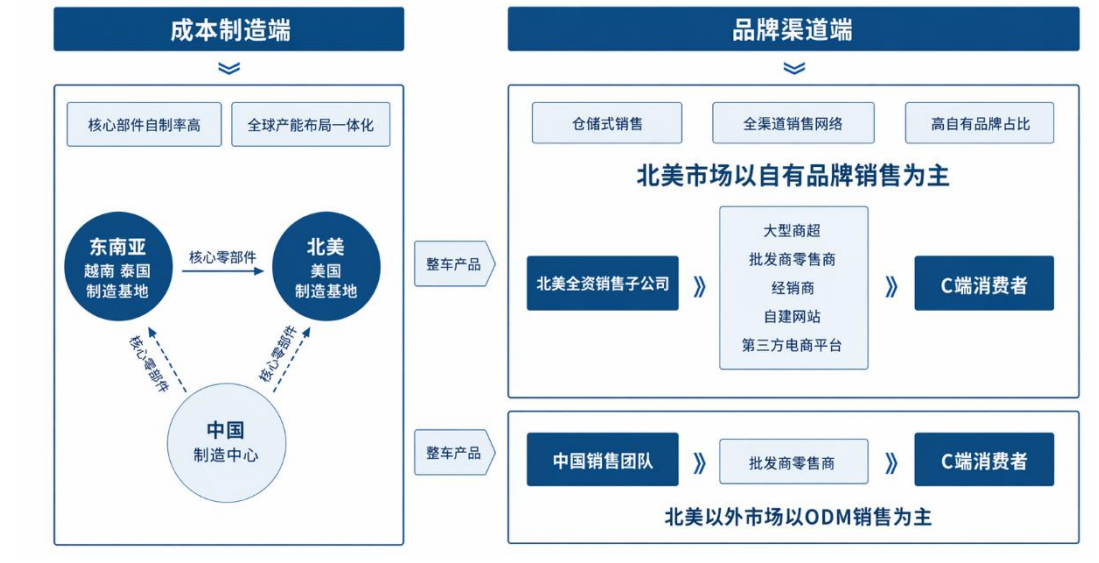 成本制造端
核心部件自制率高
全球产能布局一体化
东南亚
越南 泰国
制造基地
核心零部件
北美
美国
制造基地
核心零部件
核心零部件
中国
制造中心
整车产品
整车产品
品牌渠道端
仓储式销售
全渠道销售网络
高自有品牌占比
北美市场以自有品牌销售为主
北美全资销售子公司
大型商超
批发商零售商
经销商
自建网站
第三方电商平台
C端消费者
中国销售团队
批发商零售商
C端消费者
北美以外市场以ODM销售为主